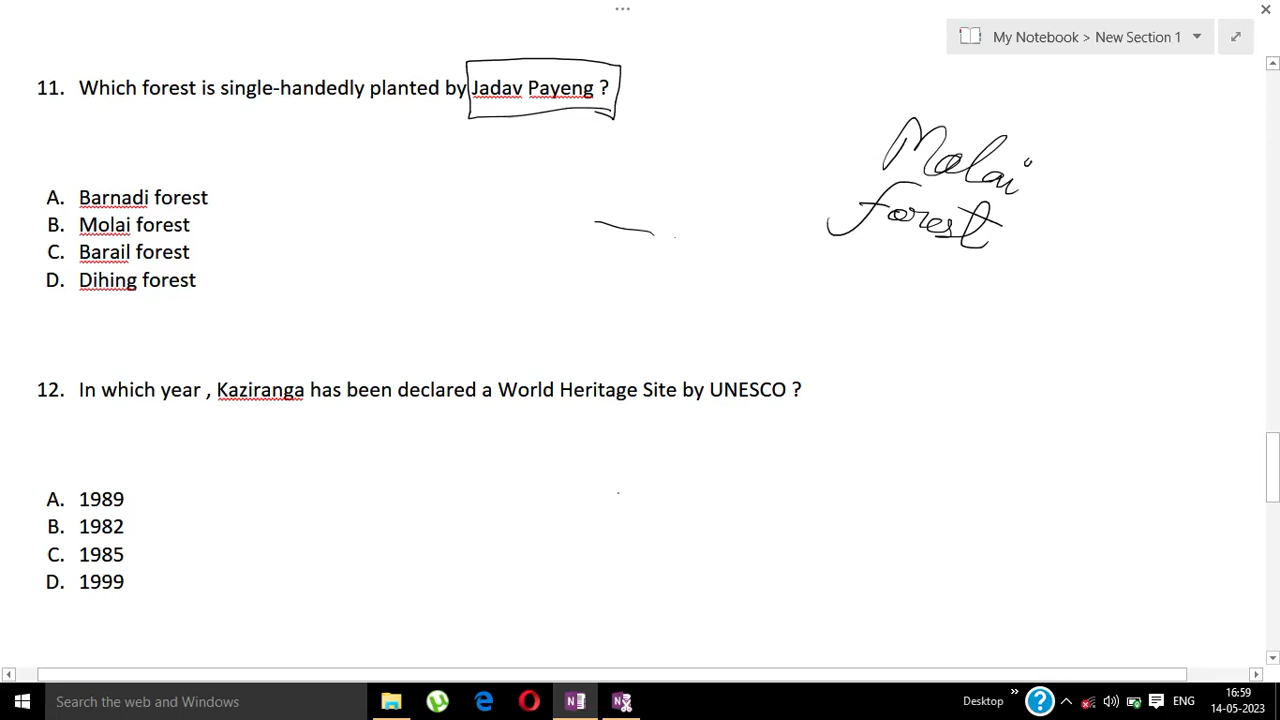 My Notebook > New Section 1
11. Which forest is single-handedly planted by Jadav Payeng ?
Molai
forest
A. Barnadi forest
B. Molai forest
C. Barail forest
D. Dihing forest
12. In which year , Kaziranga has been declared a World Heritage Site by UNESCO ?
A. 1989
B. 1982
C. 1985
D. 1999
Search the web and Windows
Desktop
ENG
16:59
14-05-2023